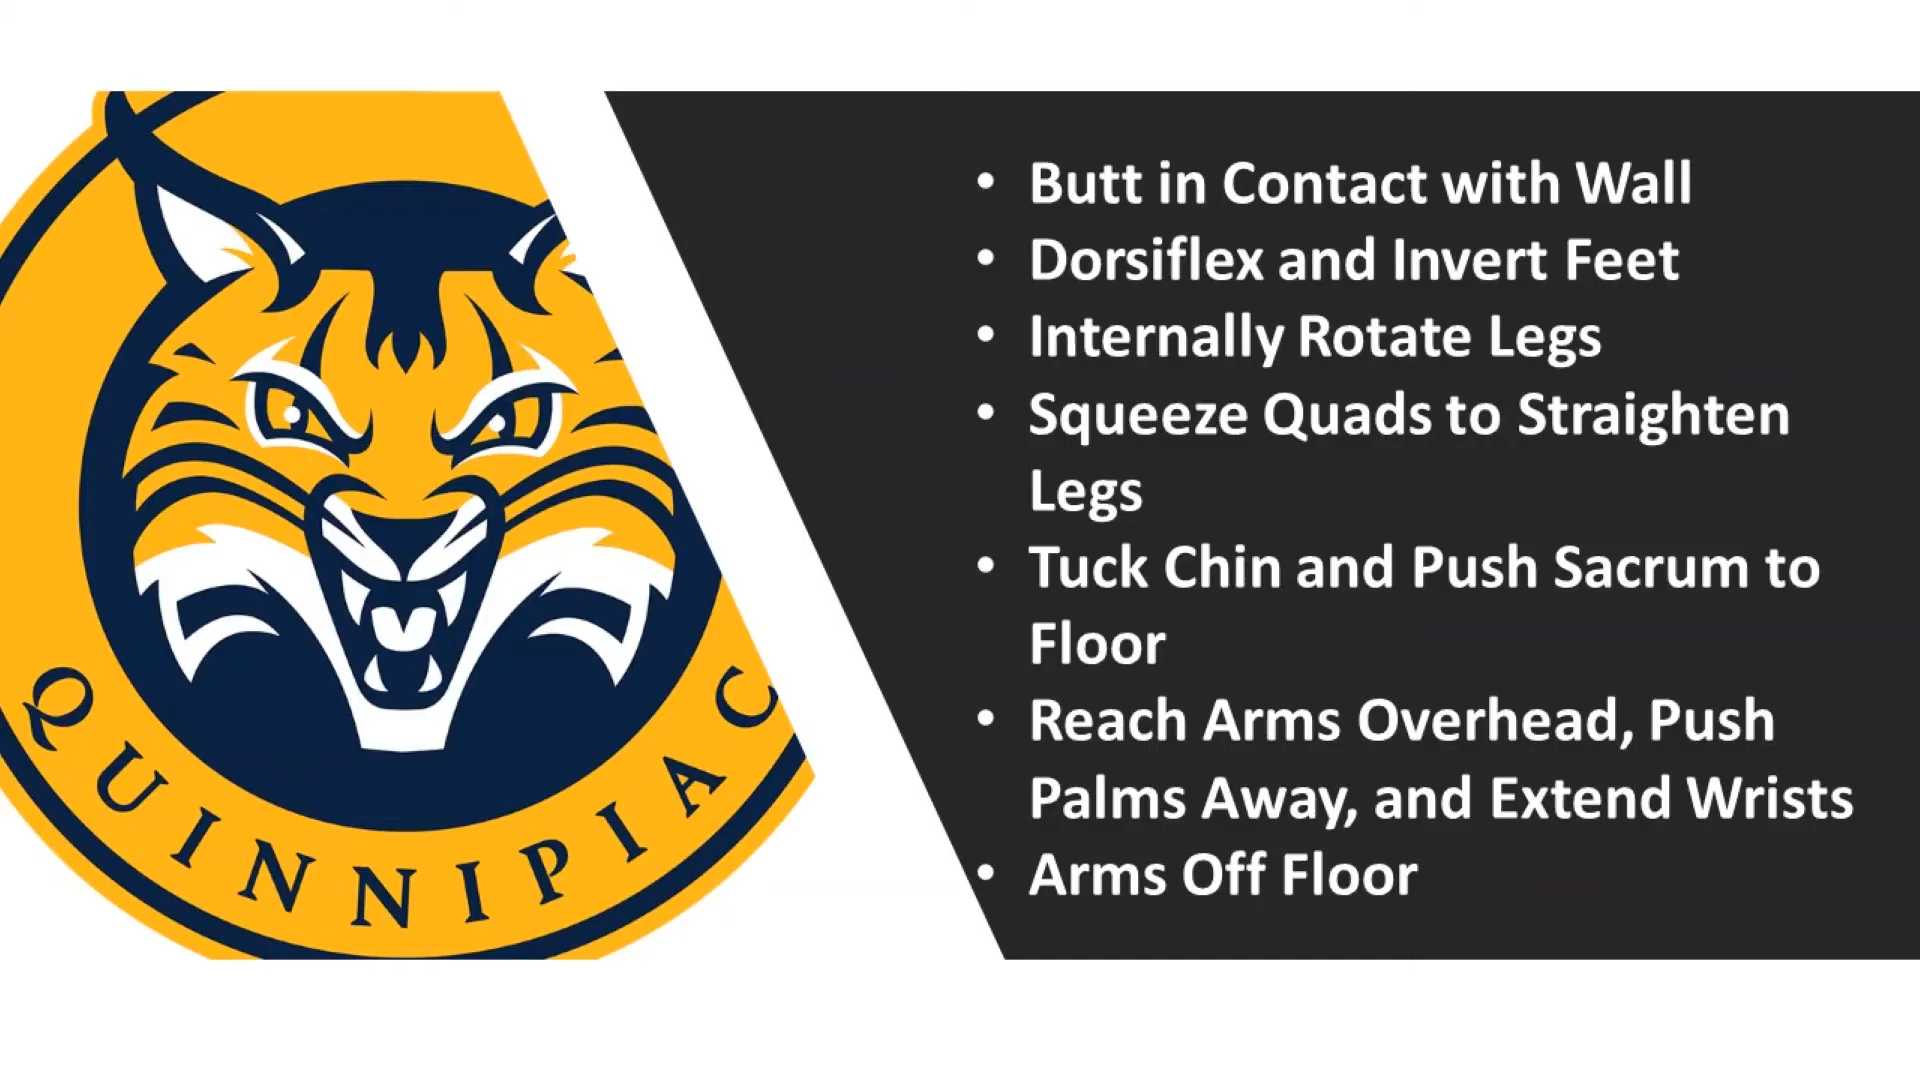 QUINNIPIAC
• Butt in Contact with Wall
• Dorsiflex and Invert Feet
• Internally Rotate Legs
• Squeeze Quads to Straighten
Legs
• Tuck Chin and Push Sacrum to
Floor
• Reach Arms Overhead, Push
Palms Away, and Extend Wrists
• Arms Off Floor